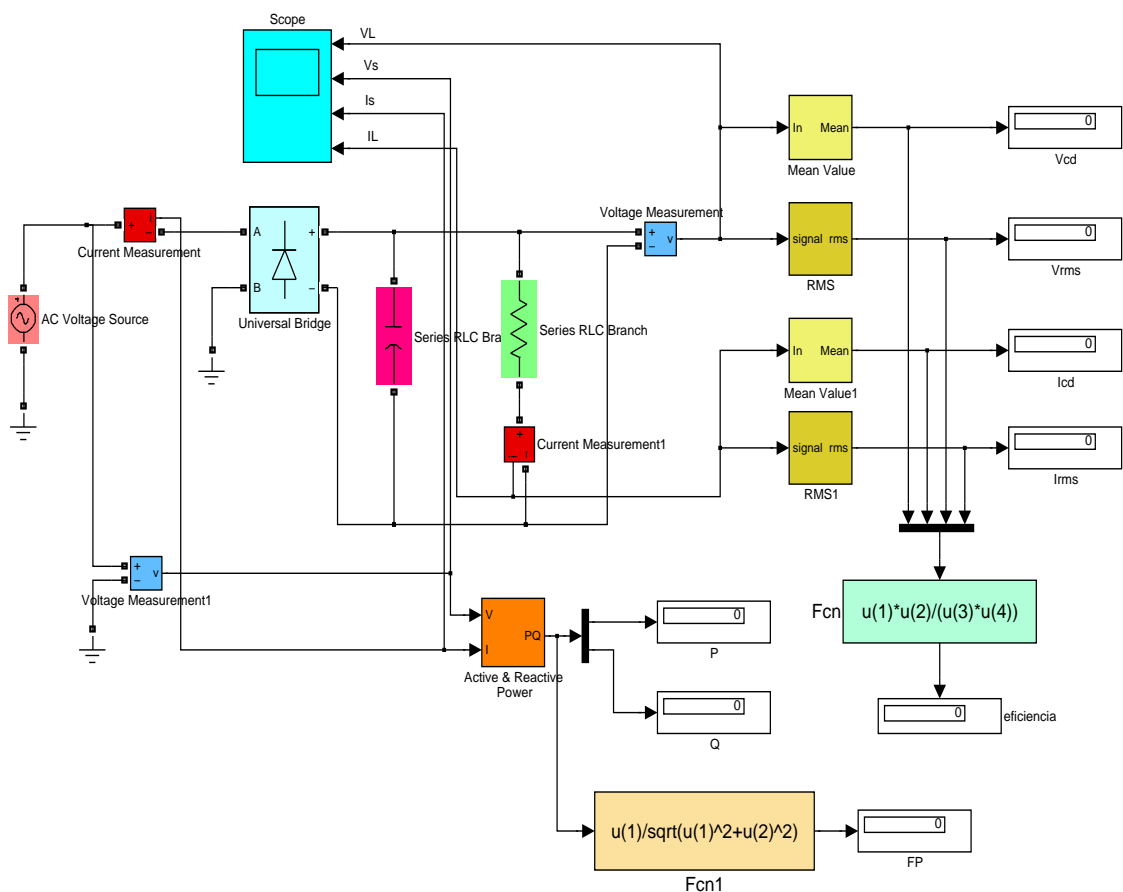 Scope
VL
Vs
Is
IL
In Mean
Mean Value
0
Vcd
Voltage Measurement
+
−
v
signal rms
RMS
0
Vrms
+
i
−
Current Measurement
A
+
B
−
Universal Bridge
AC Voltage Source
Series RLC Bra
Series RLC Branch
In Mean
Mean Value1
0
Icd
+
−
i
Current Measurement1
signal rms
RMS1
0
Irms
+
−
v
Voltage Measurement1
V
PQ
I
Active & Reactive
Power
0
P
0
Q
Fcn
u(1)*u(2)/(u(3)*u(4))
0
eficiencia
u(1)/sqrt(u(1)^2+u(2)^2)
Fcn1
0
FP